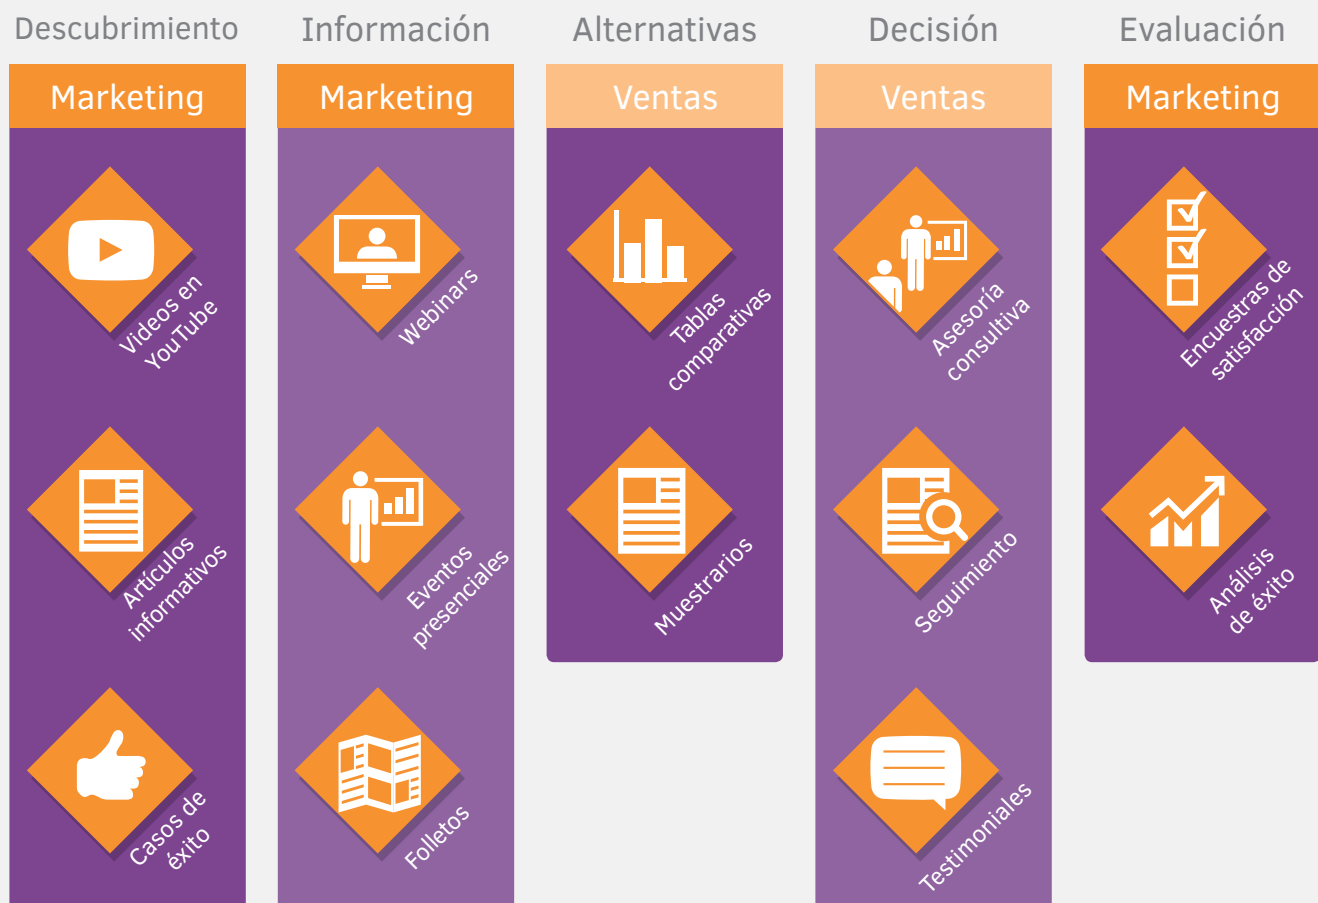 Descubrimiento
Información
Alternativas
Decisión
Evaluación
Marketing
Marketing
Ventas
Ventas
Marketing
Videos en
YouTube
Webinars
Tablas
comparativas
Asesoría
consultiva
Encuestras de
satisfacción
Artículos
informativos
Eventos
presenciales
Muestrarios
Seguimiento
Análisis
de éxito
Casos de
éxito
Folletos
Testimoniales